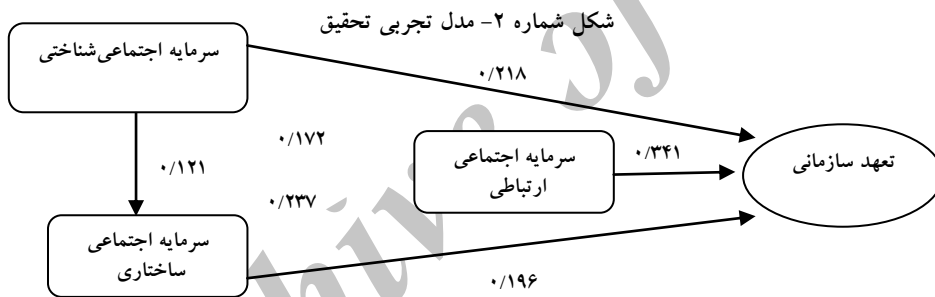 شکل شماره ۲- مدل تجربی تحقیق
سرمایه اجتماعی‌شناختی
۰/۲۱۸
۰/۱۷۲
۰/۱۲۱
سرمایه اجتماعی
ارتباطی
۰/۳۴۱
تعهد سازمانی
۰/۲۳۷
سرمایه اجتماعی
ساختاری
۰/۱۹۶